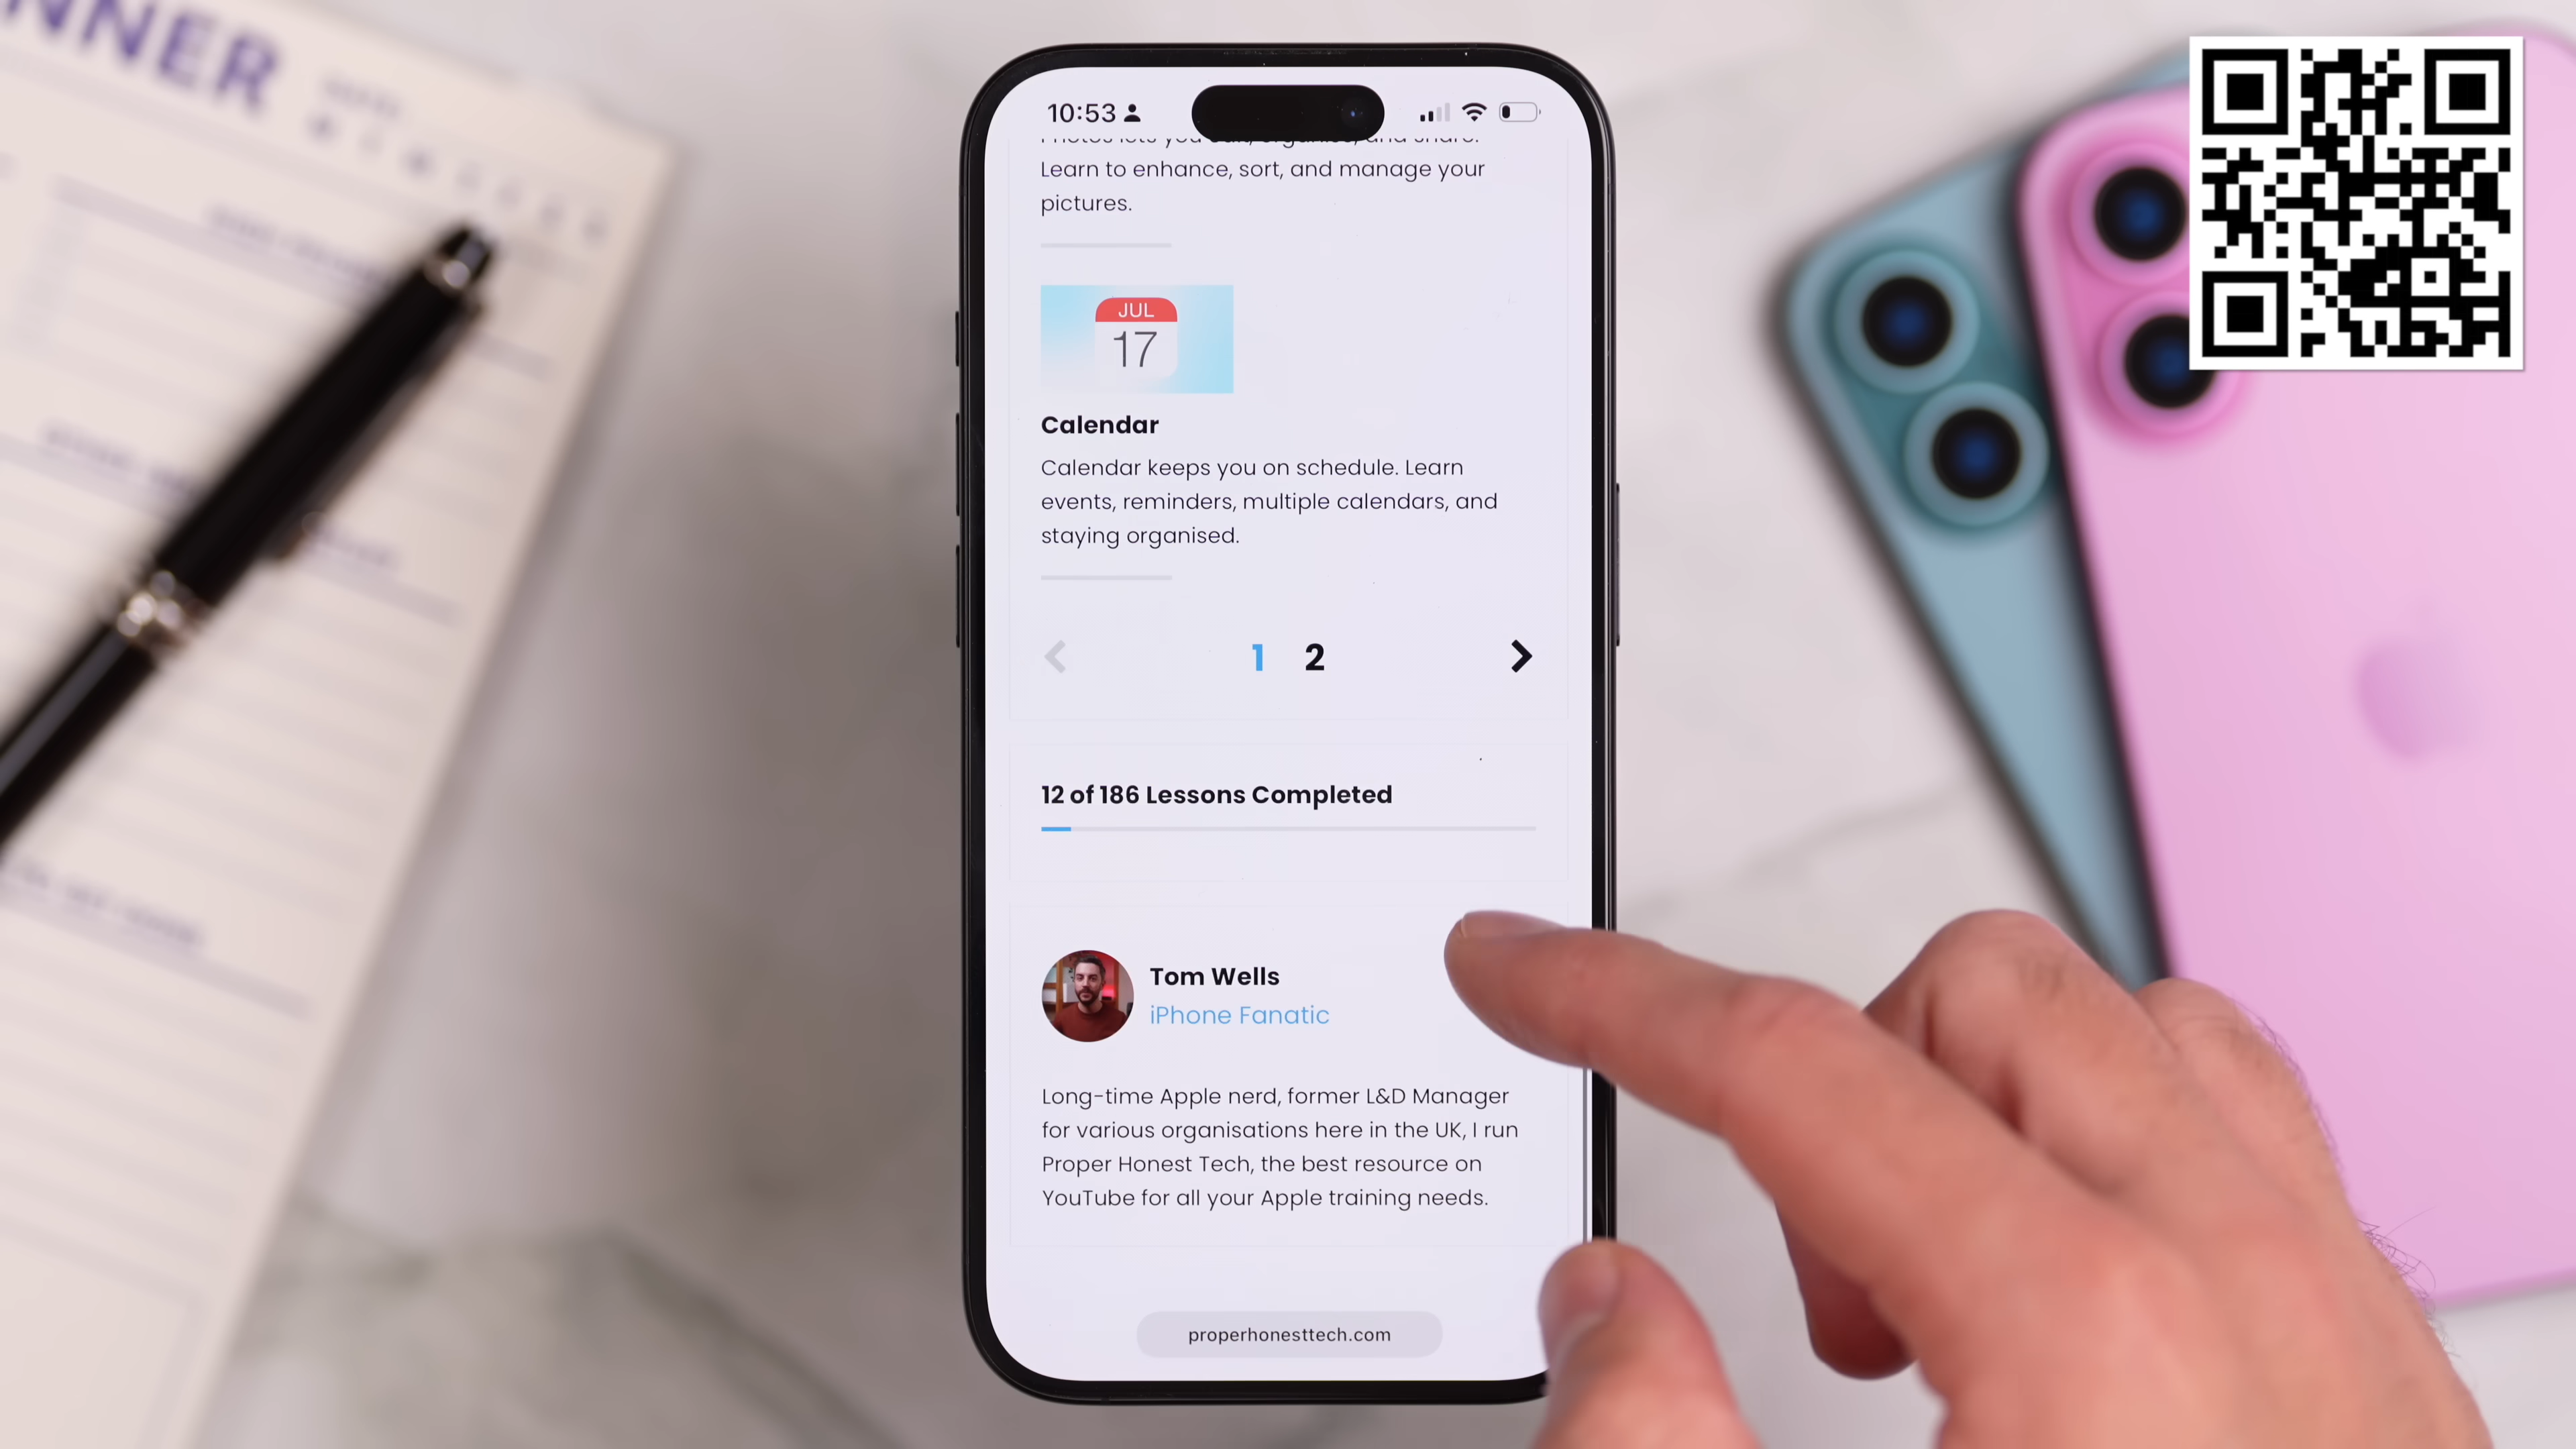 NNER
10:53
Learn to enhance, sort, and manage your
pictures.
JUL
17
Calendar
Calendar keeps you on schedule. Learn
events, reminders, multiple calendars, and
staying organised.
1 2
12 of 186 Lessons Completed
Tom Wells
iPhone Fanatic
Long-time Apple nerd, former L&D Manager
for various organisations here in the UK, I run
Proper Honest Tech, the best resource on
YouTube for all your Apple training needs.
properhonesttech.com